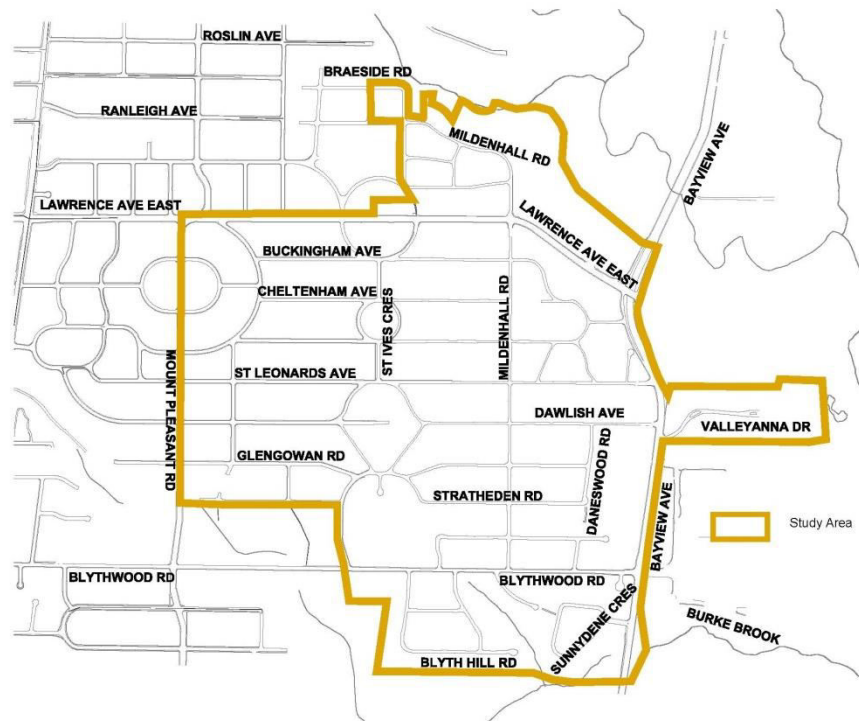 ROSLIN AVE
BRAESIDE RD
RANLEIGH AVE
MILDENHALL RD
BAYVIEW AVE
LAWRENCE AVE EAST
LAWRENCE AVE EAST
BUCKINGHAM AVE
CHELTENHAM AVE
ST IVES CRES
MILDENHALL RD
MOUNT PLEASANT RD
ST LEONARDS AVE
DAWLISH AVE
VALLEYANNA DR
GLENGOWAN RD
DANESWOOD RD
STRATHEDEN RD
BAYVIEW AVE
Study Area
BLYTHWOOD RD
BLYTHWOOD RD
SUNNYDENE CRES
BURKE BROOK
BLYTH HILL RD